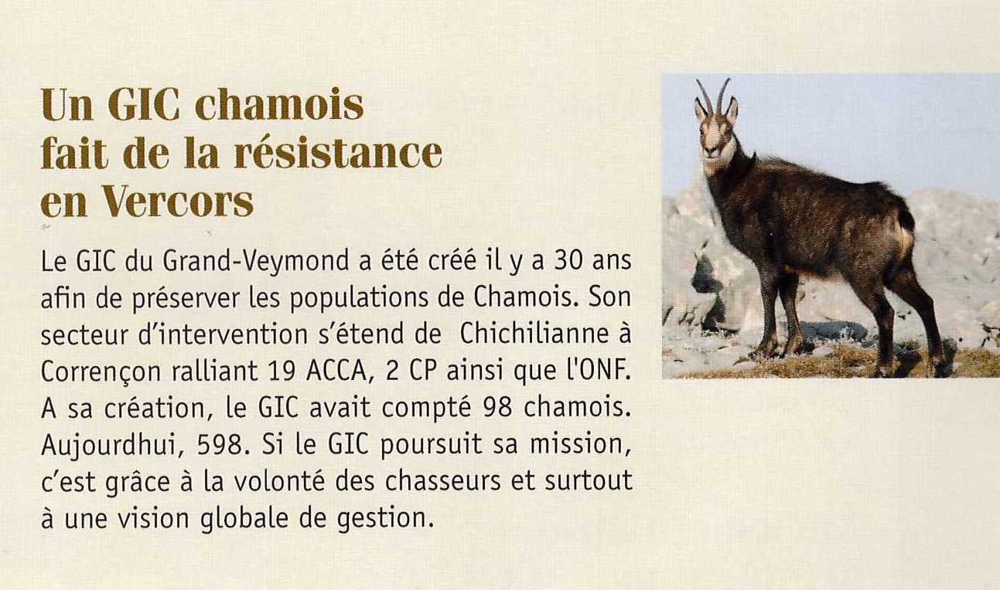 Un GIC chamois
fait de la résistance
en Vercors
Le GIC du Grand-Veymond a été créé il y a 30 ans
afin de préserver les populations de Chamois. Son
secteur d’intervention s’étend de Chichilianne à
Corrençon ralliant 19 ACCA, 2 CP ainsi que l'ONF.
A sa création, le GIC avait compté 98 chamois.
Aujourdhui, 598. Si le GIC poursuit sa mission,
c’est grâce à la volonté des chasseurs et surtout
à une vision globale de gestion.